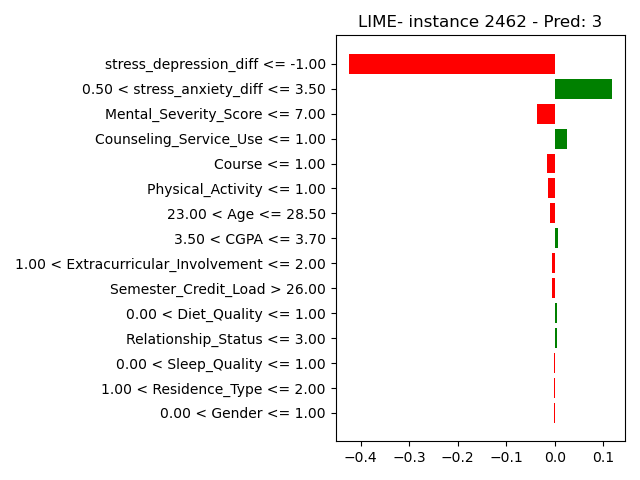 LIME- instance 2462 - Pred: 3
stress_depression_diff <= -1.00
0.50 < stress_anxiety_diff <= 3.50
Mental_Severity_Score <= 7.00
Counseling_Service_Use <= 1.00
Course <= 1.00
Physical_Activity <= 1.00
23.00 < Age <= 28.50
3.50 < CGPA <= 3.70
1.00 < Extracurricular_Involvement <= 2.00
Semester_Credit_Load > 26.00
0.00 < Diet_Quality <= 1.00
Relationship_Status <= 3.00
0.00 < Sleep_Quality <= 1.00
1.00 < Residence_Type <= 2.00
0.00 < Gender <= 1.00
−0.4 −0.3 −0.2 −0.1 0.0 0.1